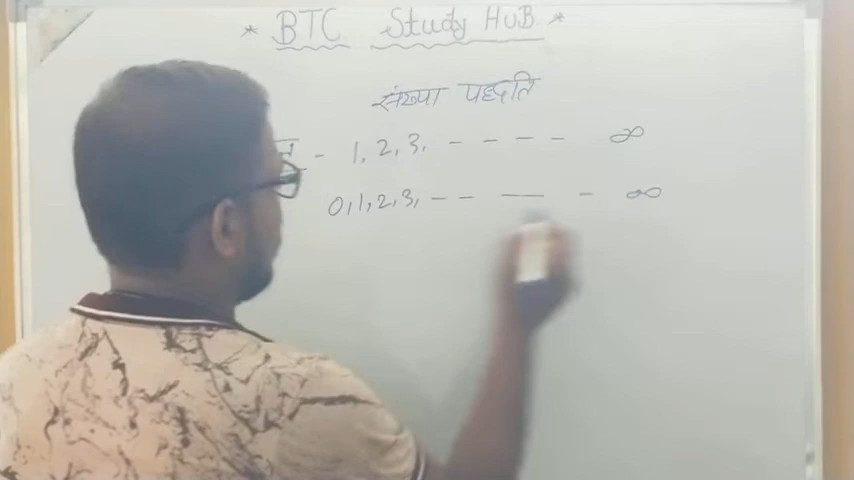 * BTC Study HUB *
संख्या पद्धति
- 1, 2, 3, - - - - ∞
0, 1, 2, 3, - - — - ∞